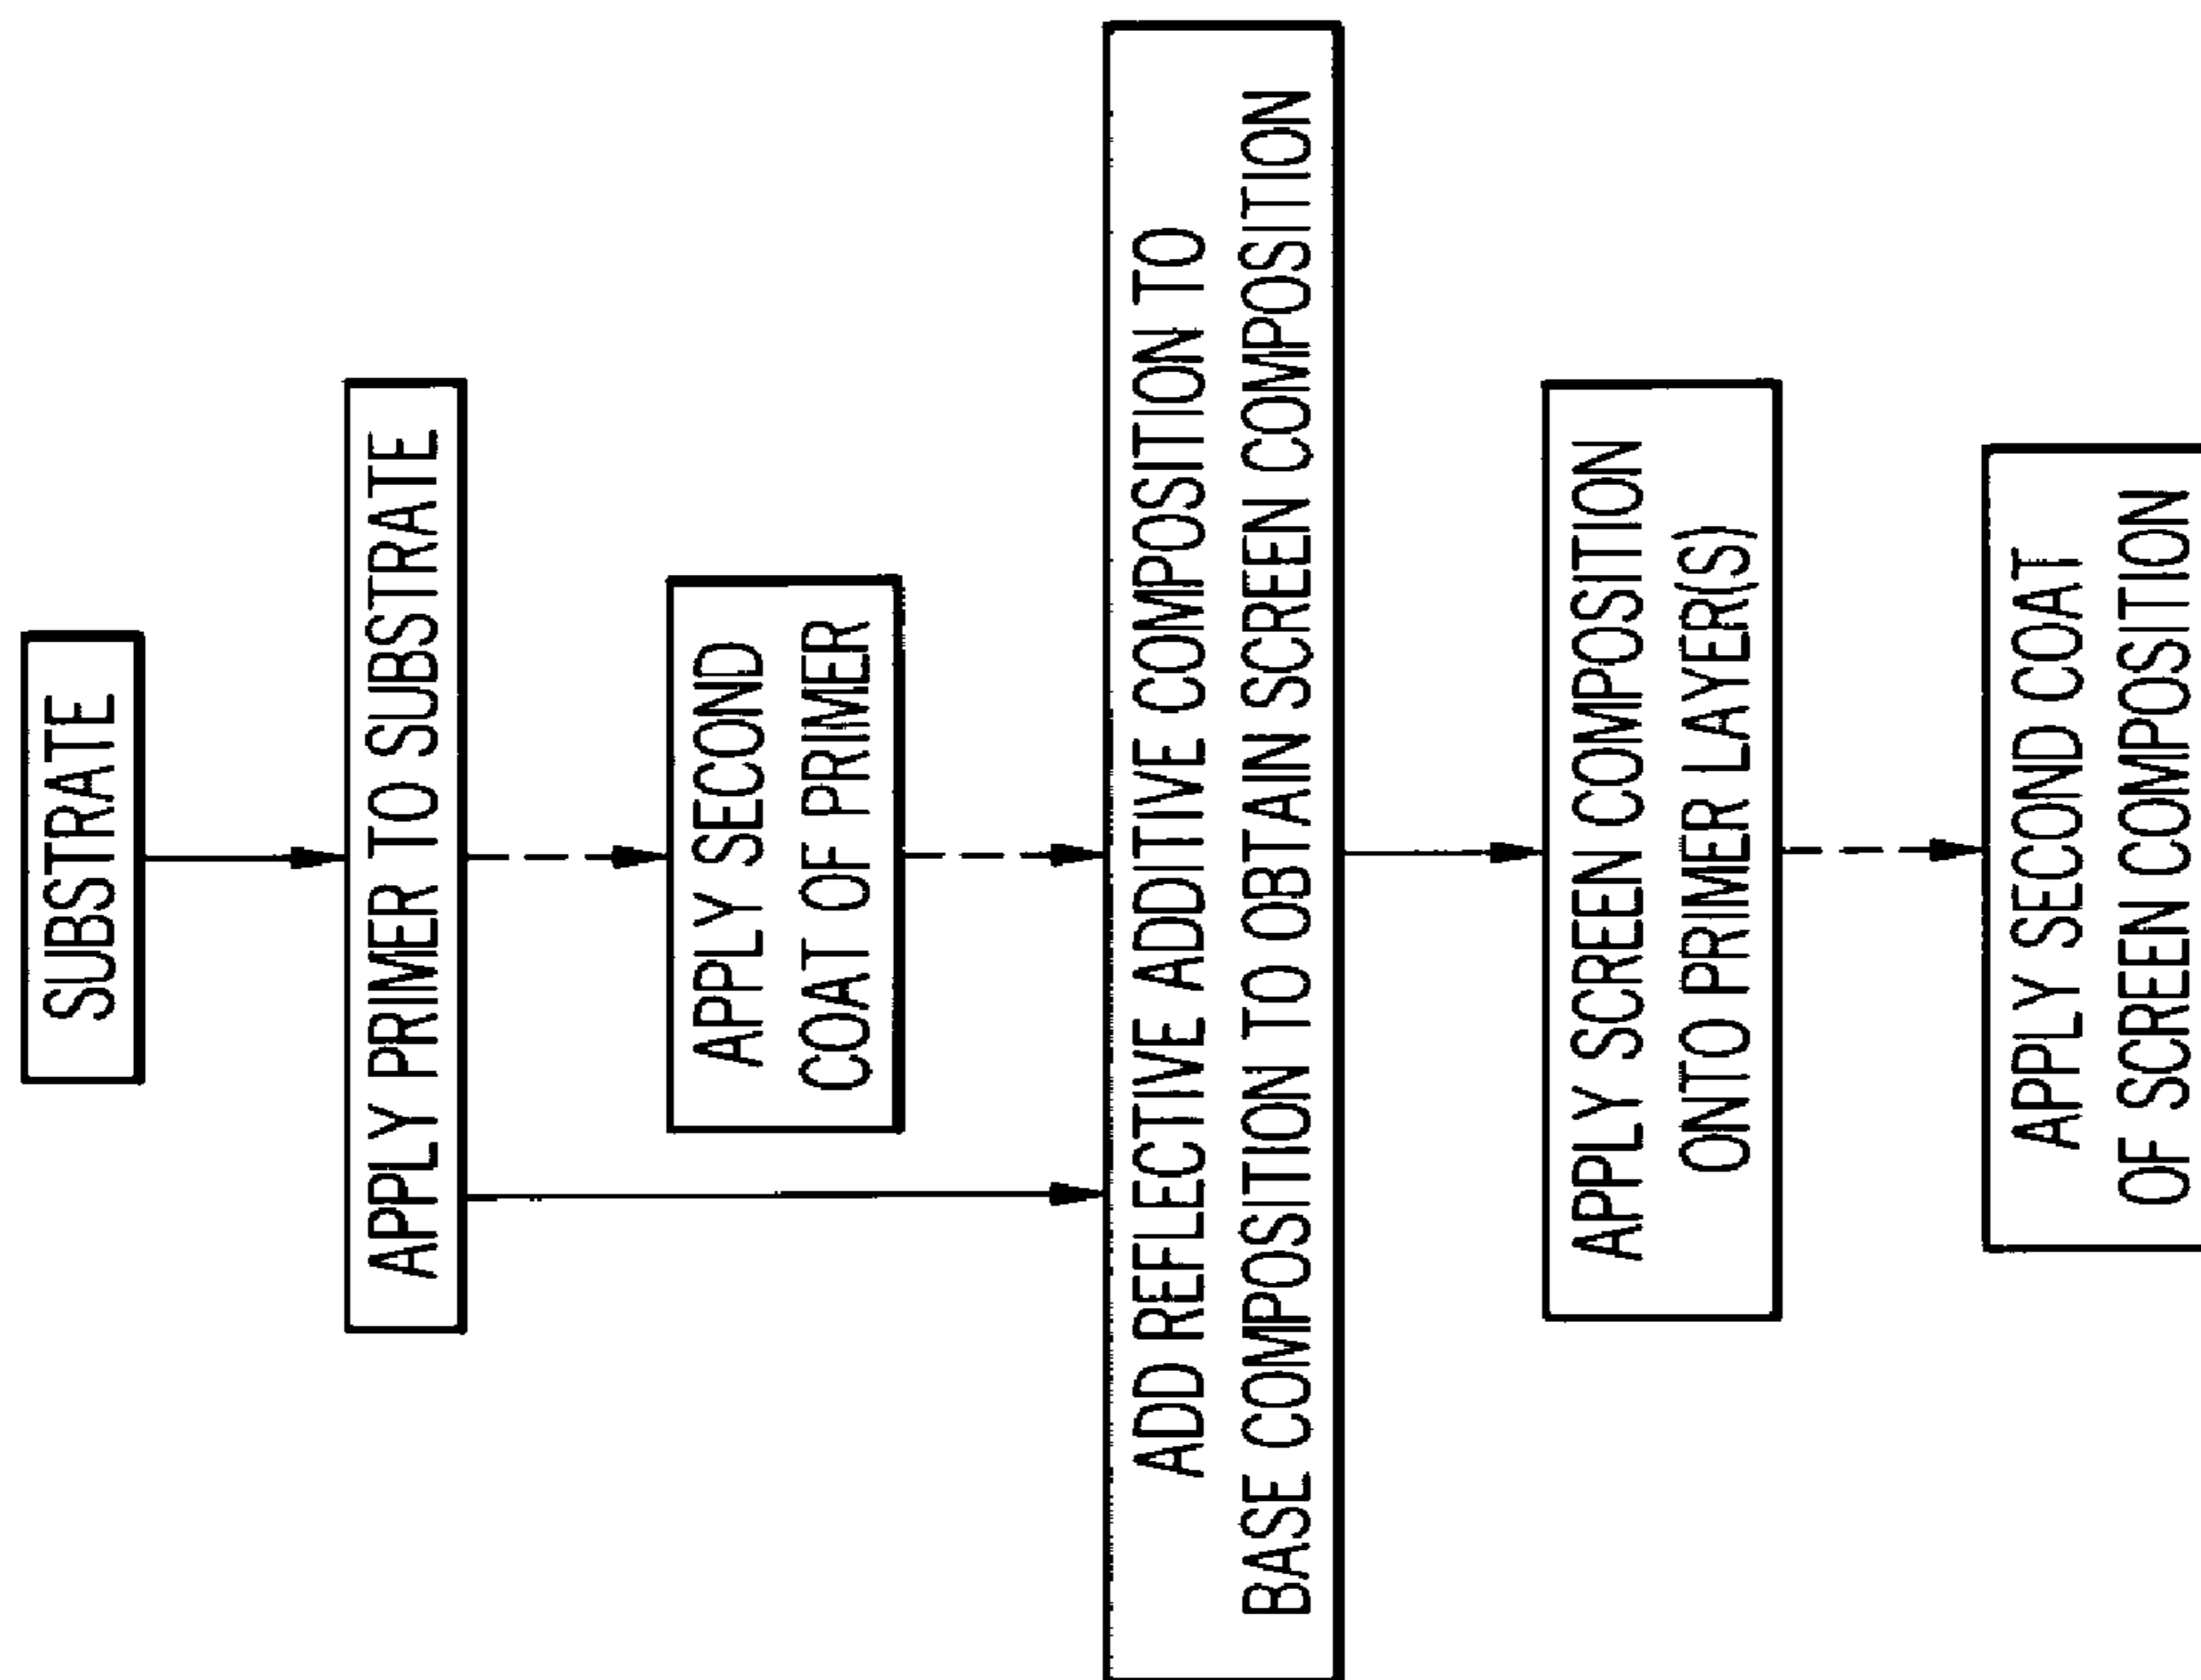 SUBSTRATE
APPLY PRIMER TO SUBSTRATE
APPLY SECOND
COAT OF PRIMER
ADD REFLECTIVE ADDITIVE COMPOSITION TO
BASE COMPOSITION TO OBTAIN SCREEN COMPOSITION
APPLY SCREEN COMPOSITION
ONTO PRIMER LAYER(S)
APPLY SECOND COAT
OF SCREEN COMPOSITION